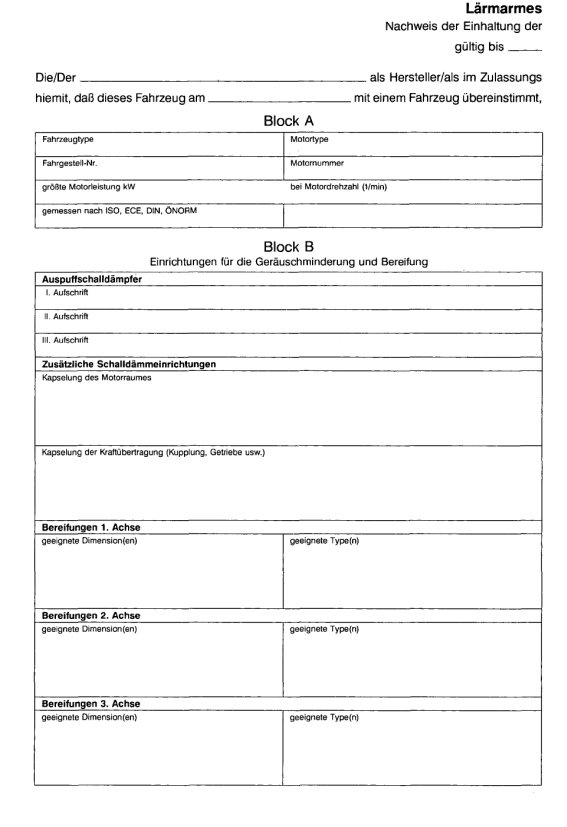 Lärmarmes
Nachweis der Einhaltung der
gültig bis _____
Die/Der _____ als Hersteller/als im Zulassungs
hiemit, daß dieses Fahrzeug am _____ mit einem Fahrzeug übereinstimmt,
Block A
Fahrzeugtype Motortype
Fahrgestell-Nr. Motornummer
größte Motorleistung kW bei Motordrehzahl (1/min)
gemessen nach ISO, ECE, DIN, ÖNORM
Block B
Einrichtungen für die Geräuschminderung und Bereifung
Auspuffschalldämpfer
I. Aufschrift
II. Aufschrift
III. Aufschrift
Zusätzliche Schalldämmeinrichtungen
Kapselung des Motorraumes
Kapselung der Kraftübertragung (Kupplung, Getriebe usw.)
Bereifungen 1. Achse
geeignete Dimension(en) geeignete Type(n)
Bereifungen 2. Achse
geeignete Dimension(en) geeignete Type(n)
Bereifungen 3. Achse
geeignete Dimension(en) geeignete Type(n)